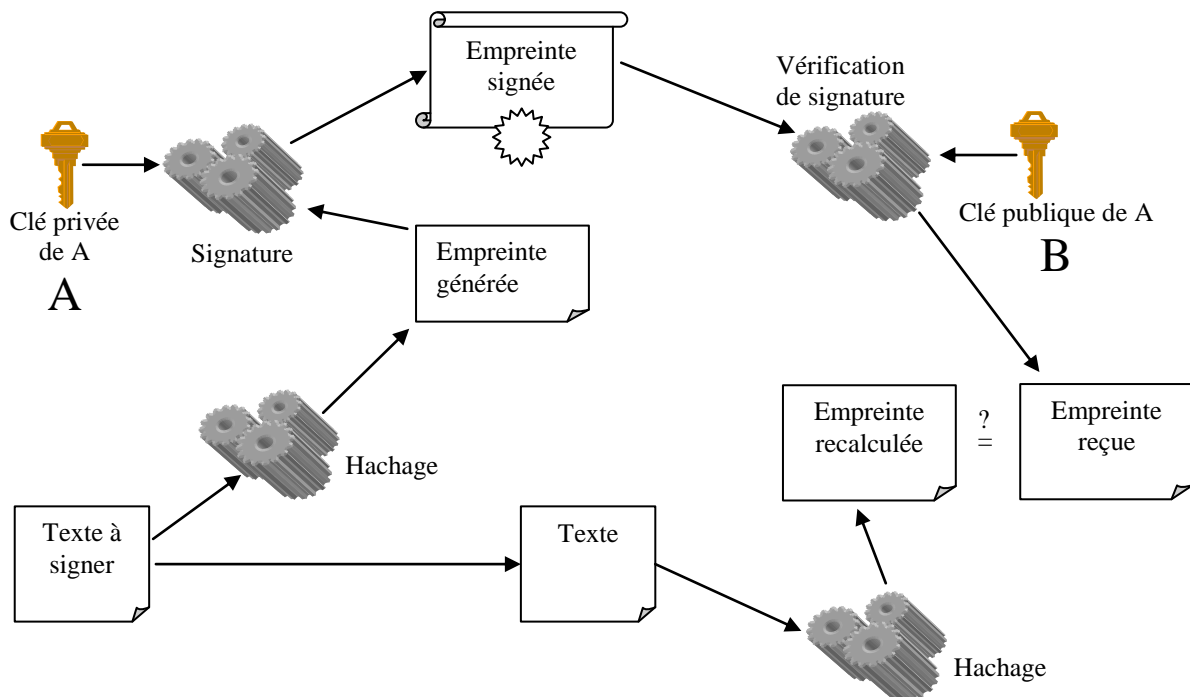 Empreinte
signée
Vérification
de signature
Clé privée
de A
A
Signature
Empreinte
générée
Clé publique de A
B
Hachage
Empreinte
recalculée
?
=
Empreinte
reçue
Texte à
signer
Texte
Hachage